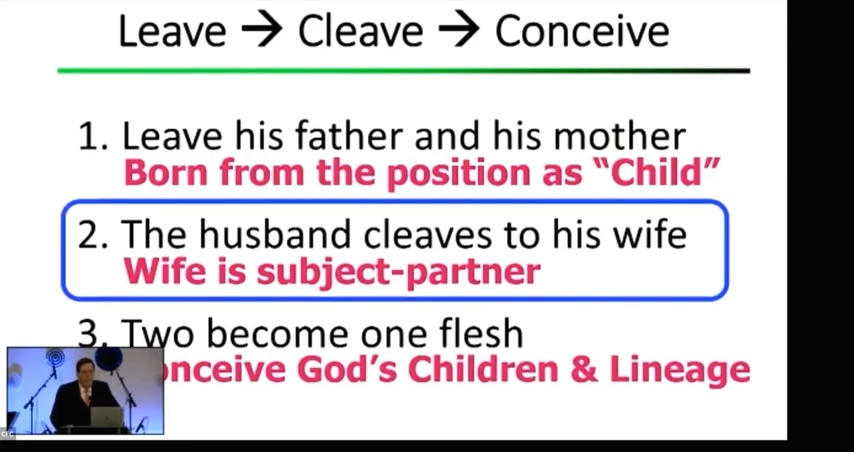 Leave → Cleave → Conceive
1. Leave his father and his mother
Born from the position as “Child”
2. The husband cleaves to his wife
Wife is subject-partner
3. Two become one flesh
onceive God’s Children & Lineage